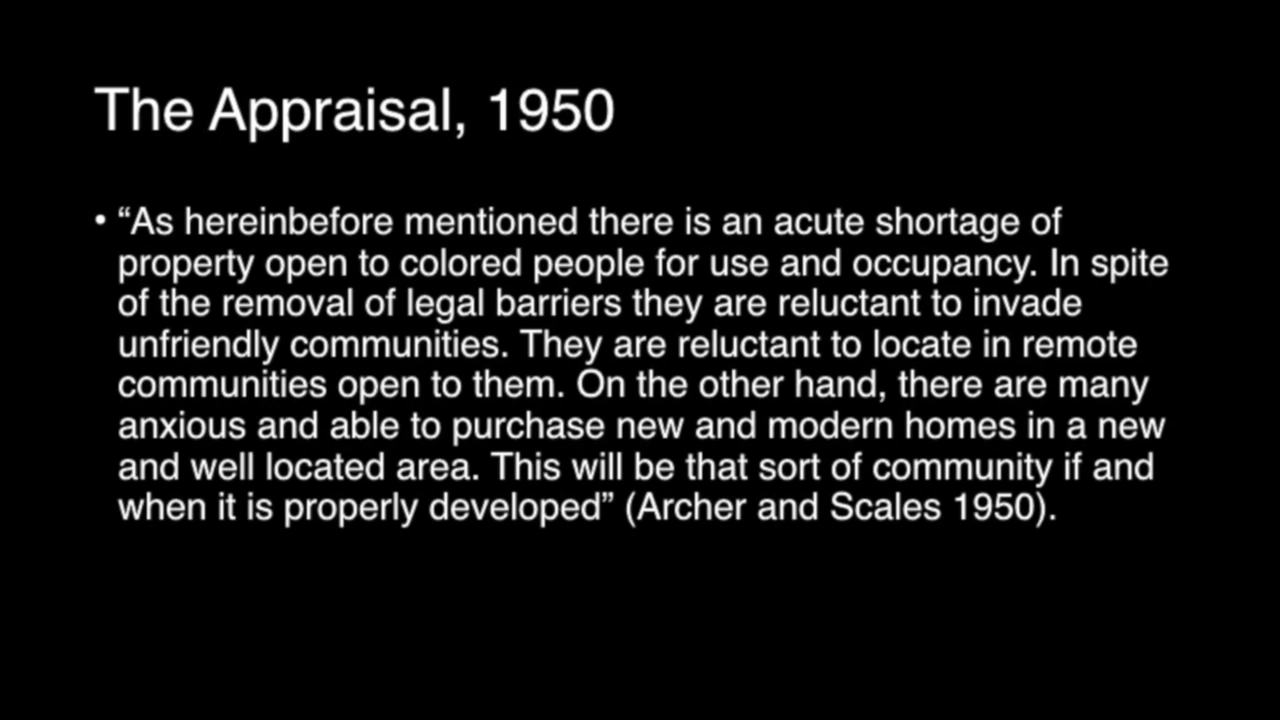 The Appraisal, 1950
• “As hereinbefore mentioned there is an acute shortage of
property open to colored people for use and occupancy. In spite
of the removal of legal barriers they are reluctant to invade
unfriendly communities. They are reluctant to locate in remote
communities open to them. On the other hand, there are many
anxious and able to purchase new and modern homes in a new
and well located area. This will be that sort of community if and
when it is properly developed” (Archer and Scales 1950).